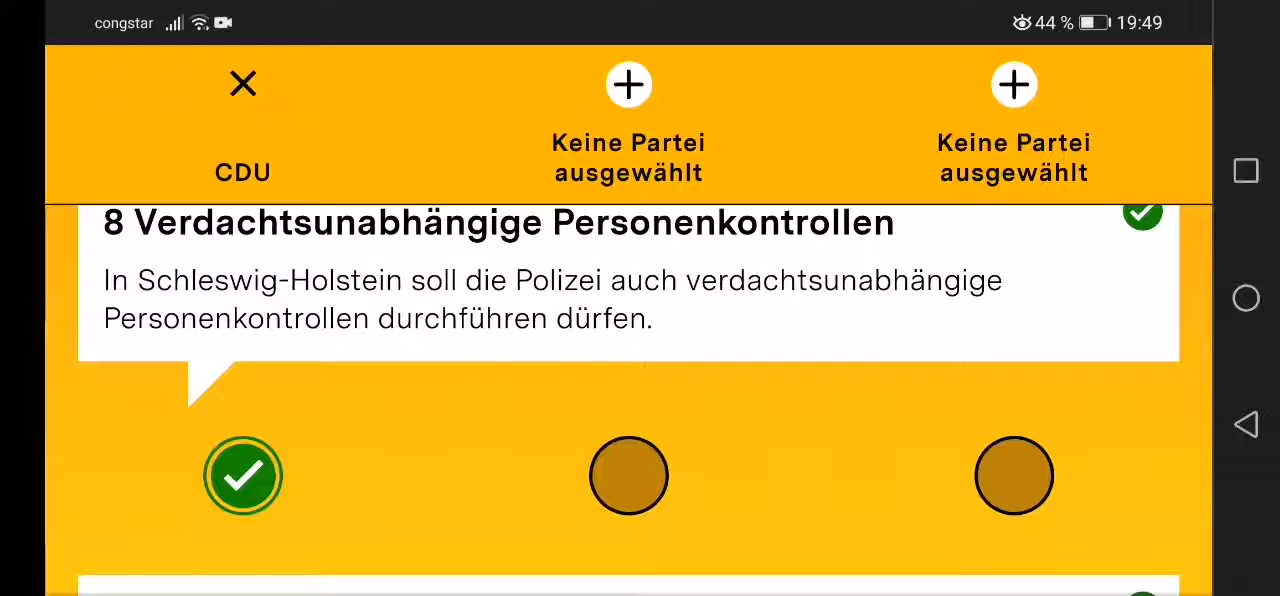 congstar 44 % 19:49
Keine Partei Keine Partei
CDU ausgewählt ausgewählt
8 Verdachtsunabhängige Personenkontrollen
In Schleswig-Holstein soll die Polizei auch verdachtsunabhängige
Personenkontrollen durchführen dürfen.